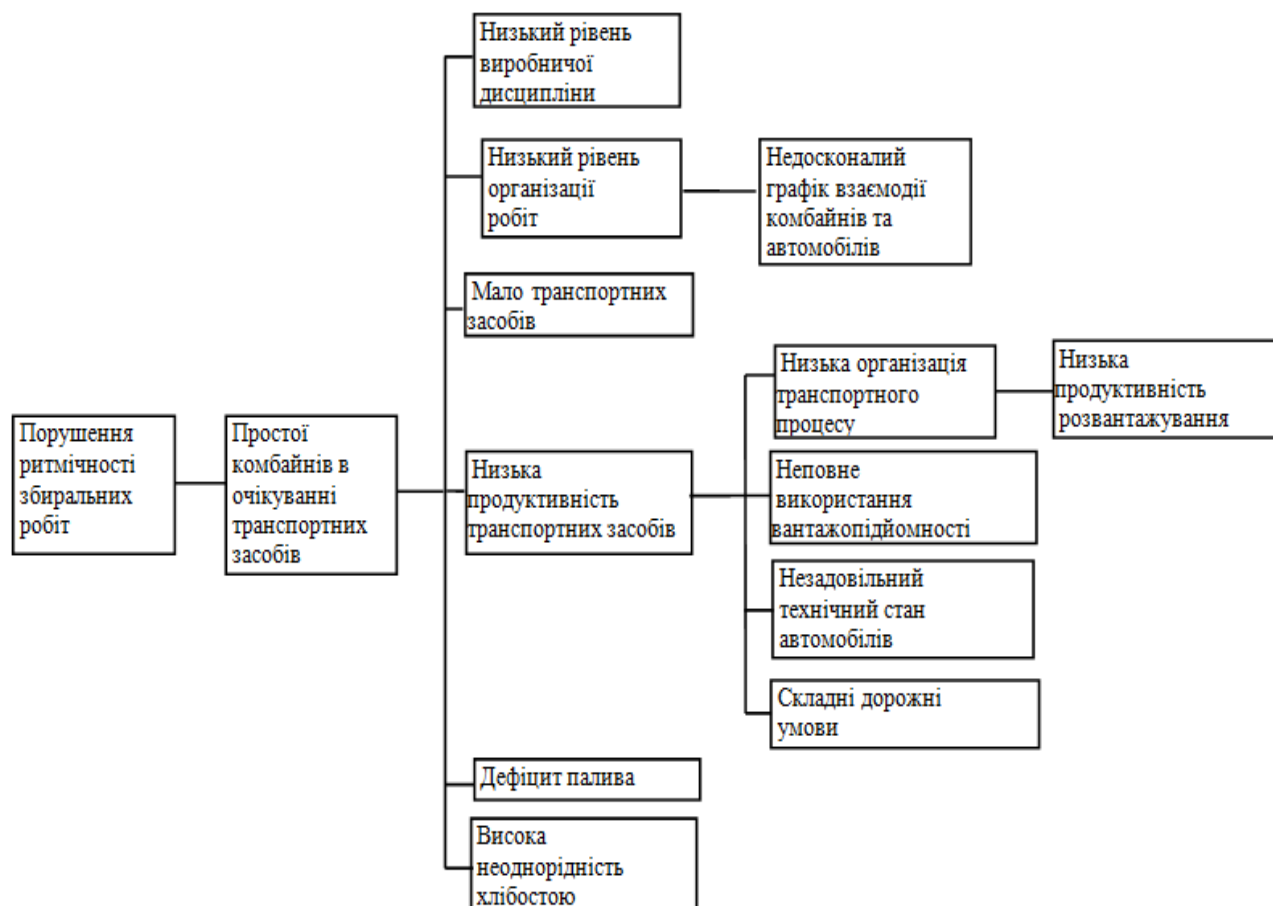 Низький рівень
виробничої
дисципліни
Низький рівень
організації
робіт
Недосконалий
графік взаємодії
комбайнів та
автомобілів
Мало транспортних
засобів
Низька організація
транспортного
процесу
Низька
продуктивність
розвантажування
Порушення
ритмічності
збиральних
робіт
Простої
комбайнів в
очікуванні
транспортних
засобів
Низька
продуктивність
транспортних засобів
Неповне
використання
вантажопідйомності
Незадовільний
технічний стан
автомобілів
Складні дорожні
умови
Дефіцит палива
Висока
неоднорідність
хлібостою